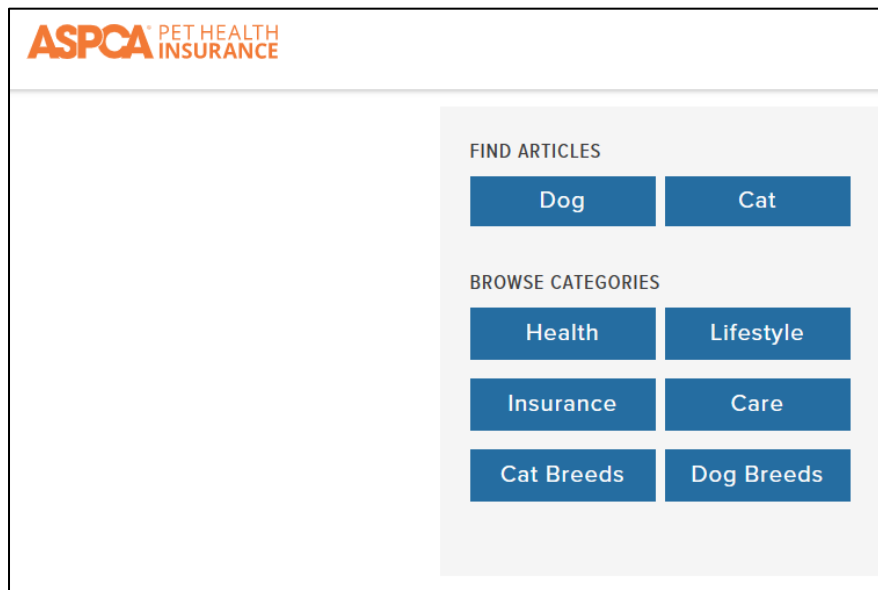 ASPCA® PET HEALTH
INSURANCE
FIND ARTICLES
Dog Cat
BROWSE CATEGORIES
Health Lifestyle
Insurance Care
Cat Breeds Dog Breeds